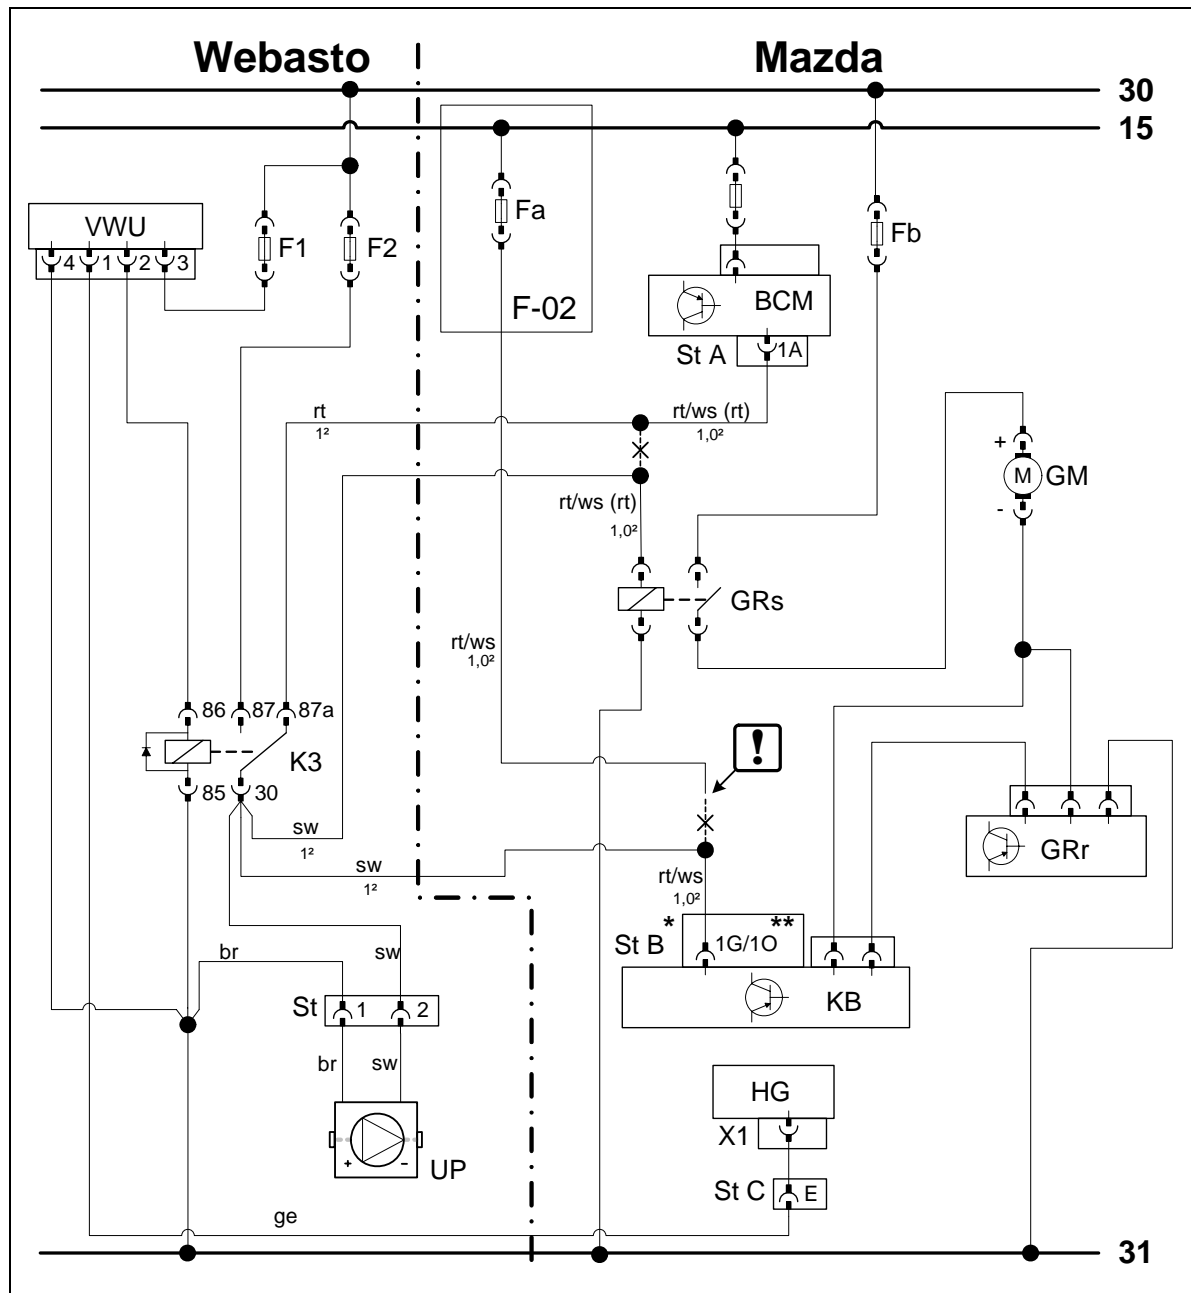 Webasto
Mazda
30
15
VWU
4 1 2 3
F1
F2
Fa
F-02
Fb
BCM
St A
1A
rt
1²
rt/ws (rt)
1,0²
rt/ws (rt)
1,0²
+
M
GM
-
GRs
rt/ws
1,0²
86
87
87a
K3
85
30
!
sw
1²
sw
1²
GRr
rt/ws
1,0²
*
**
St B
1G/1O
KB
br
sw
St
1
2
br
sw
HG
X1
+
-
UP
St C
E
ge
31